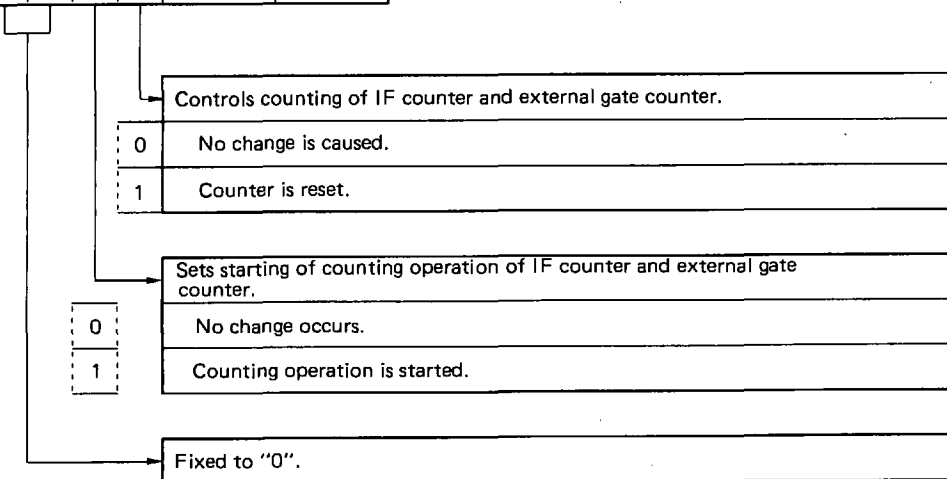 Controls counting of IF counter and external gate counter.
0 No change is caused.
1 Counter is reset.
Sets starting of counting operation of IF counter and external gate
counter.
0 No change occurs.
1 Counting operation is started.
Fixed to "0".